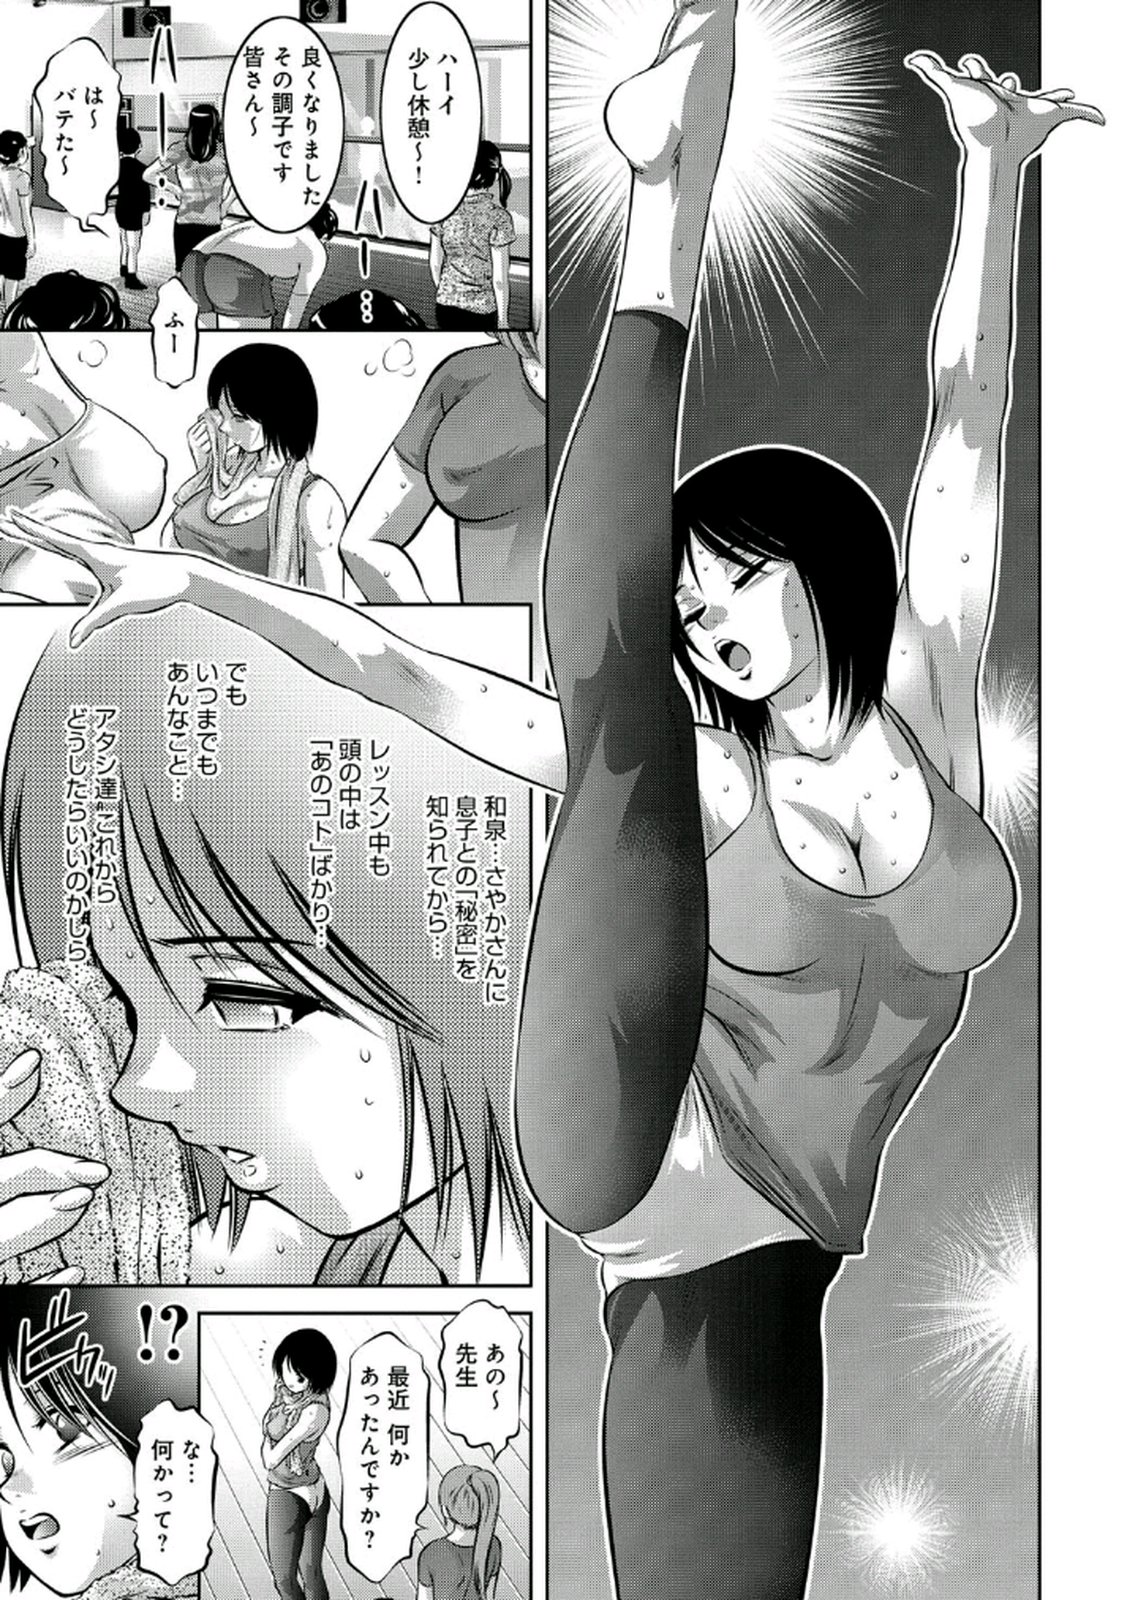 ハーイ
少し休憩〜！
良くなりました
その調子です
皆さん〜
は〜
バテた〜
ふー
和泉…さやかさんに
息子との「秘密」を
知られてから…
レッスン中も
頭の中は
「あのコト」ばかり…
でも
いつまでも
あんなこと…
アタシ達 これから
どうしたらいいのかしら…
あの〜
先生
最近 何か
あったんですか？
!?
ビクッ
な…
何かって？